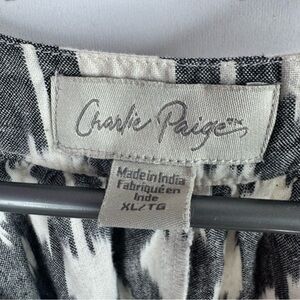 Charlie Paige™
Made in India
Fabriqué en
Inde
XL/TG